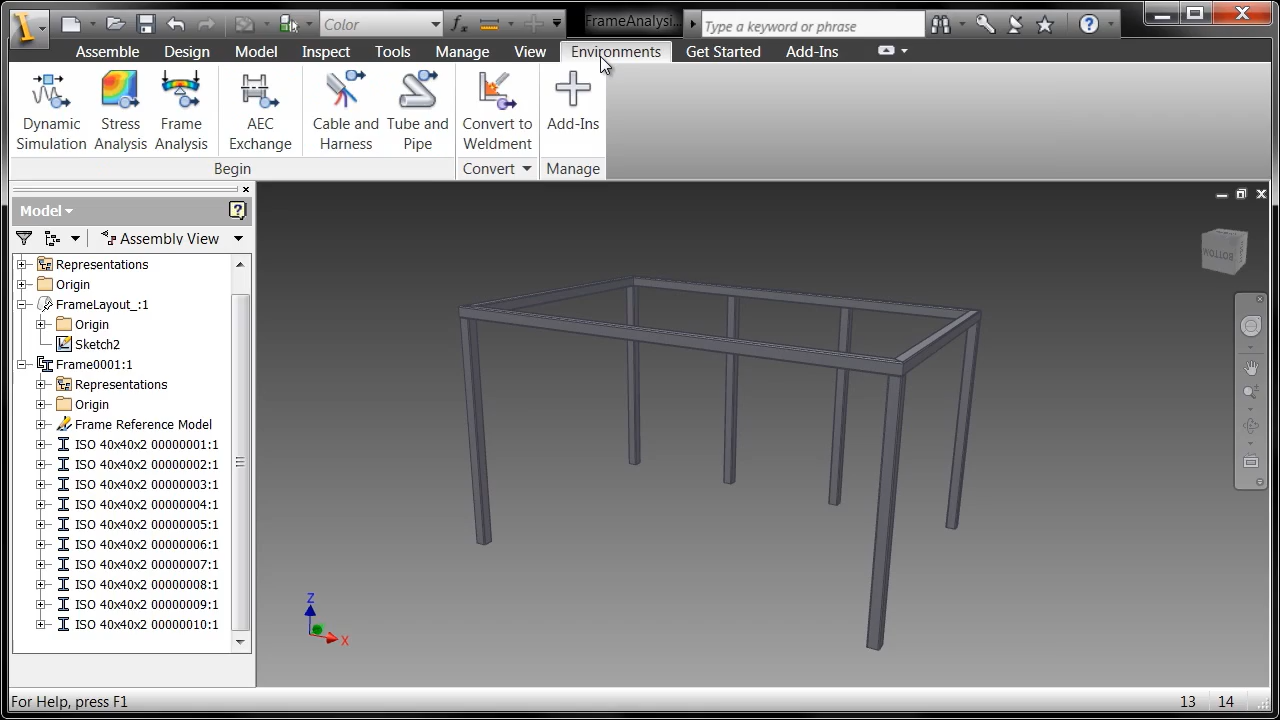 Color
FrameAnalysi...
Type a keyword or phrase
Assembly Design Model Inspect Tools Manage View Environments Get Started Add-Ins
Dynamic Simulation
Stress Analysis
Frame Analysis
AEC Exchange
Cable and Harness
Tube and Pipe
Convert to Weldment
Add-Ins
Begin
Convert
Manage
Model
Assembly View
Representations
Origin
FrameLayout_:1
Origin
Sketch2
Frame0001:1
Representations
Origin
Frame Reference Model
ISO 40x40x2 00000001:1
ISO 40x40x2 00000002:1
ISO 40x40x2 00000003:1
ISO 40x40x2 00000004:1
ISO 40x40x2 00000005:1
ISO 40x40x2 00000006:1
ISO 40x40x2 00000007:1
ISO 40x40x2 00000008:1
ISO 40x40x2 00000009:1
ISO 40x40x2 00000010:1
BOTTOM
Z
X
For Help, press F1
13 14